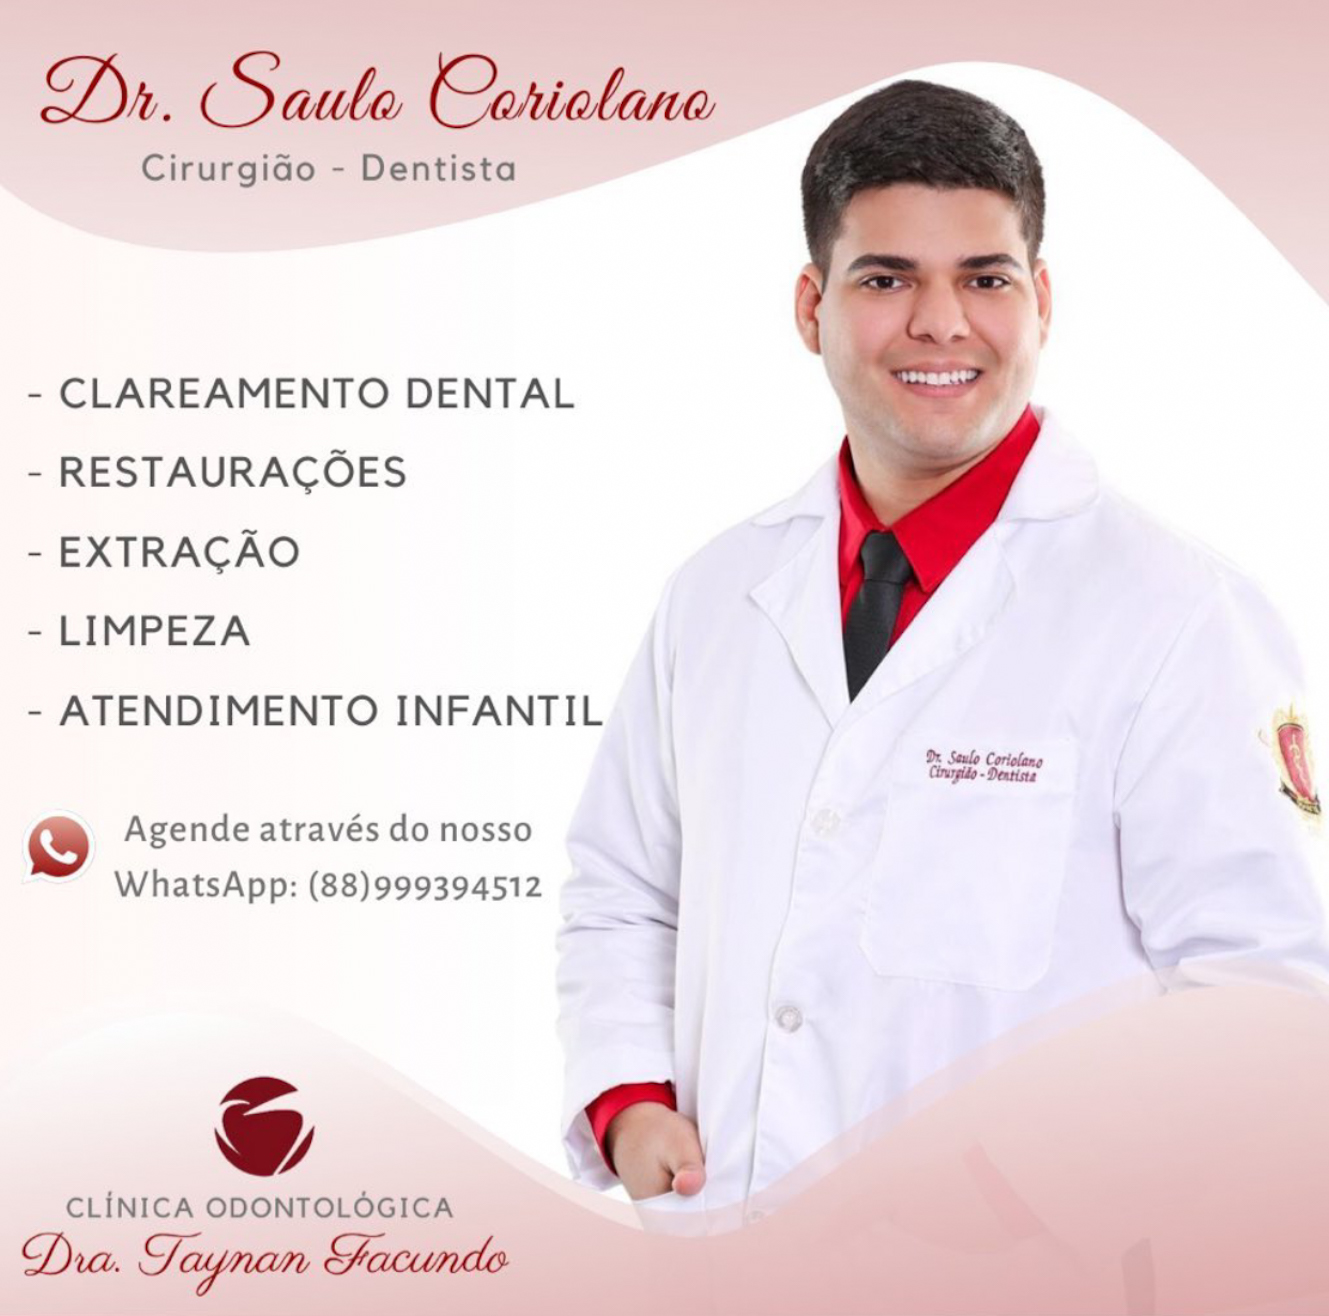 Dr. Saulo Coriolano
Cirurgião - Dentista
- CLAREAMENTO DENTAL
- RESTAURAÇÕES
- EXTRAÇÃO
- LIMPEZA
- ATENDIMENTO INFANTIL
Dr. Saulo Coriolano
Cirurgião - Dentista
Agende através do nosso
WhatsApp: (88)999394512
CLÍNICA ODONTOLÓGICA
Dra. Taynan Facundo